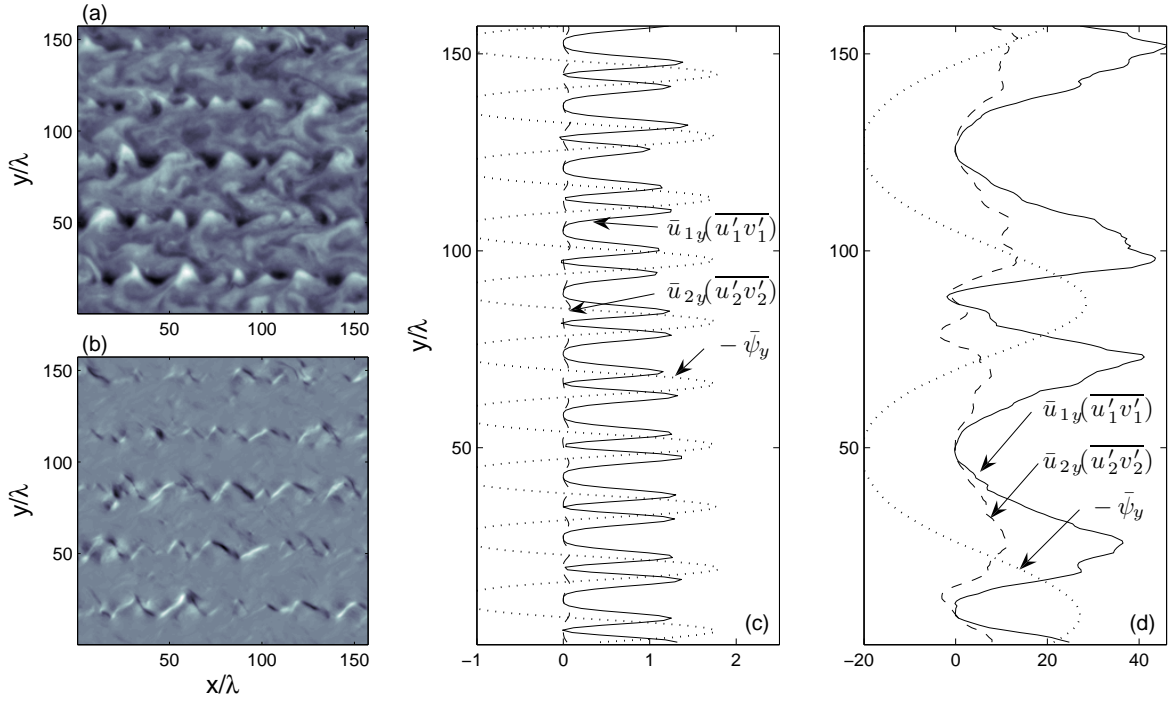 (a)
150
100
50
y/λ
50 100 150
(b)
150
100
50
y/λ
50 100 150
x/λ
150
100
50
y/λ
ū₁y(u′₁v′₁)
ū₂y(u′₂v′₂)
− ψ̄y
(c)
−1 0 1 2
150
100
50
ū₁y(u′₁v′₁)
ū₂y(u′₂v′₂)
− ψ̄y
(d)
−20 0 20 40